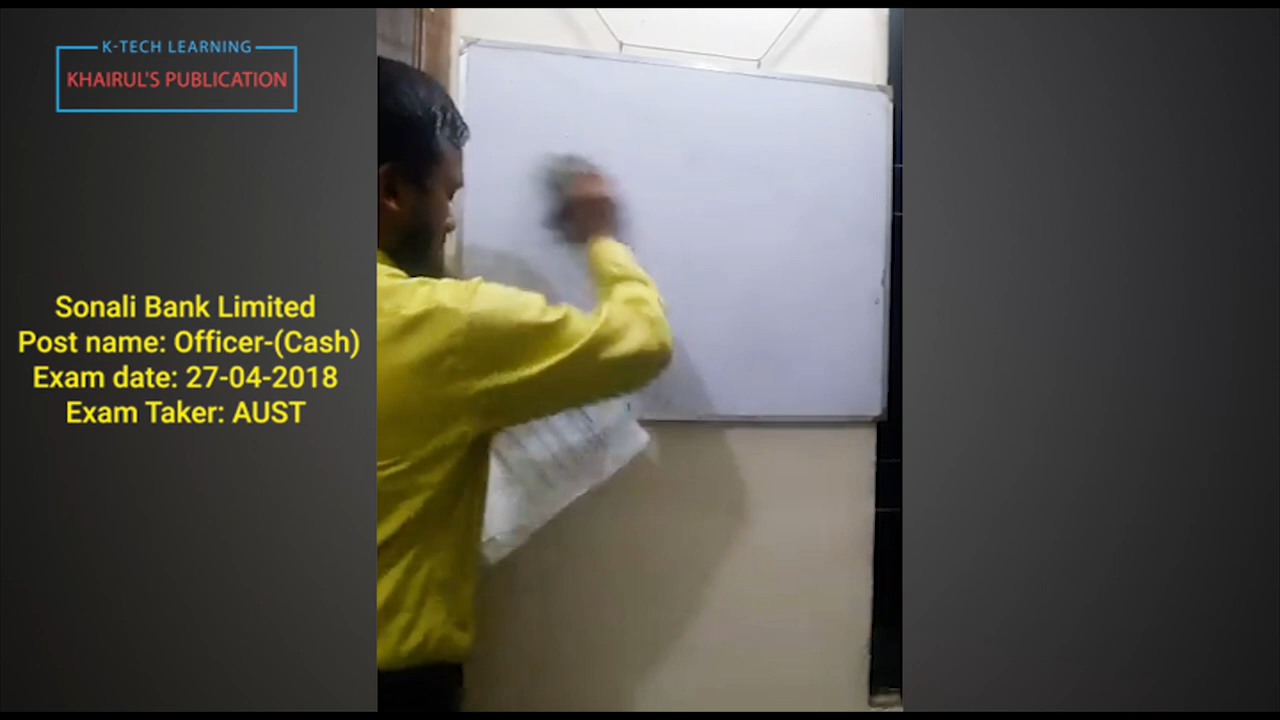 K-TECH LEARNING
KHAIRUL'S PUBLICATION
Sonali Bank Limited
Post name: Officer-(Cash)
Exam date: 27-04-2018
Exam Taker: AUST